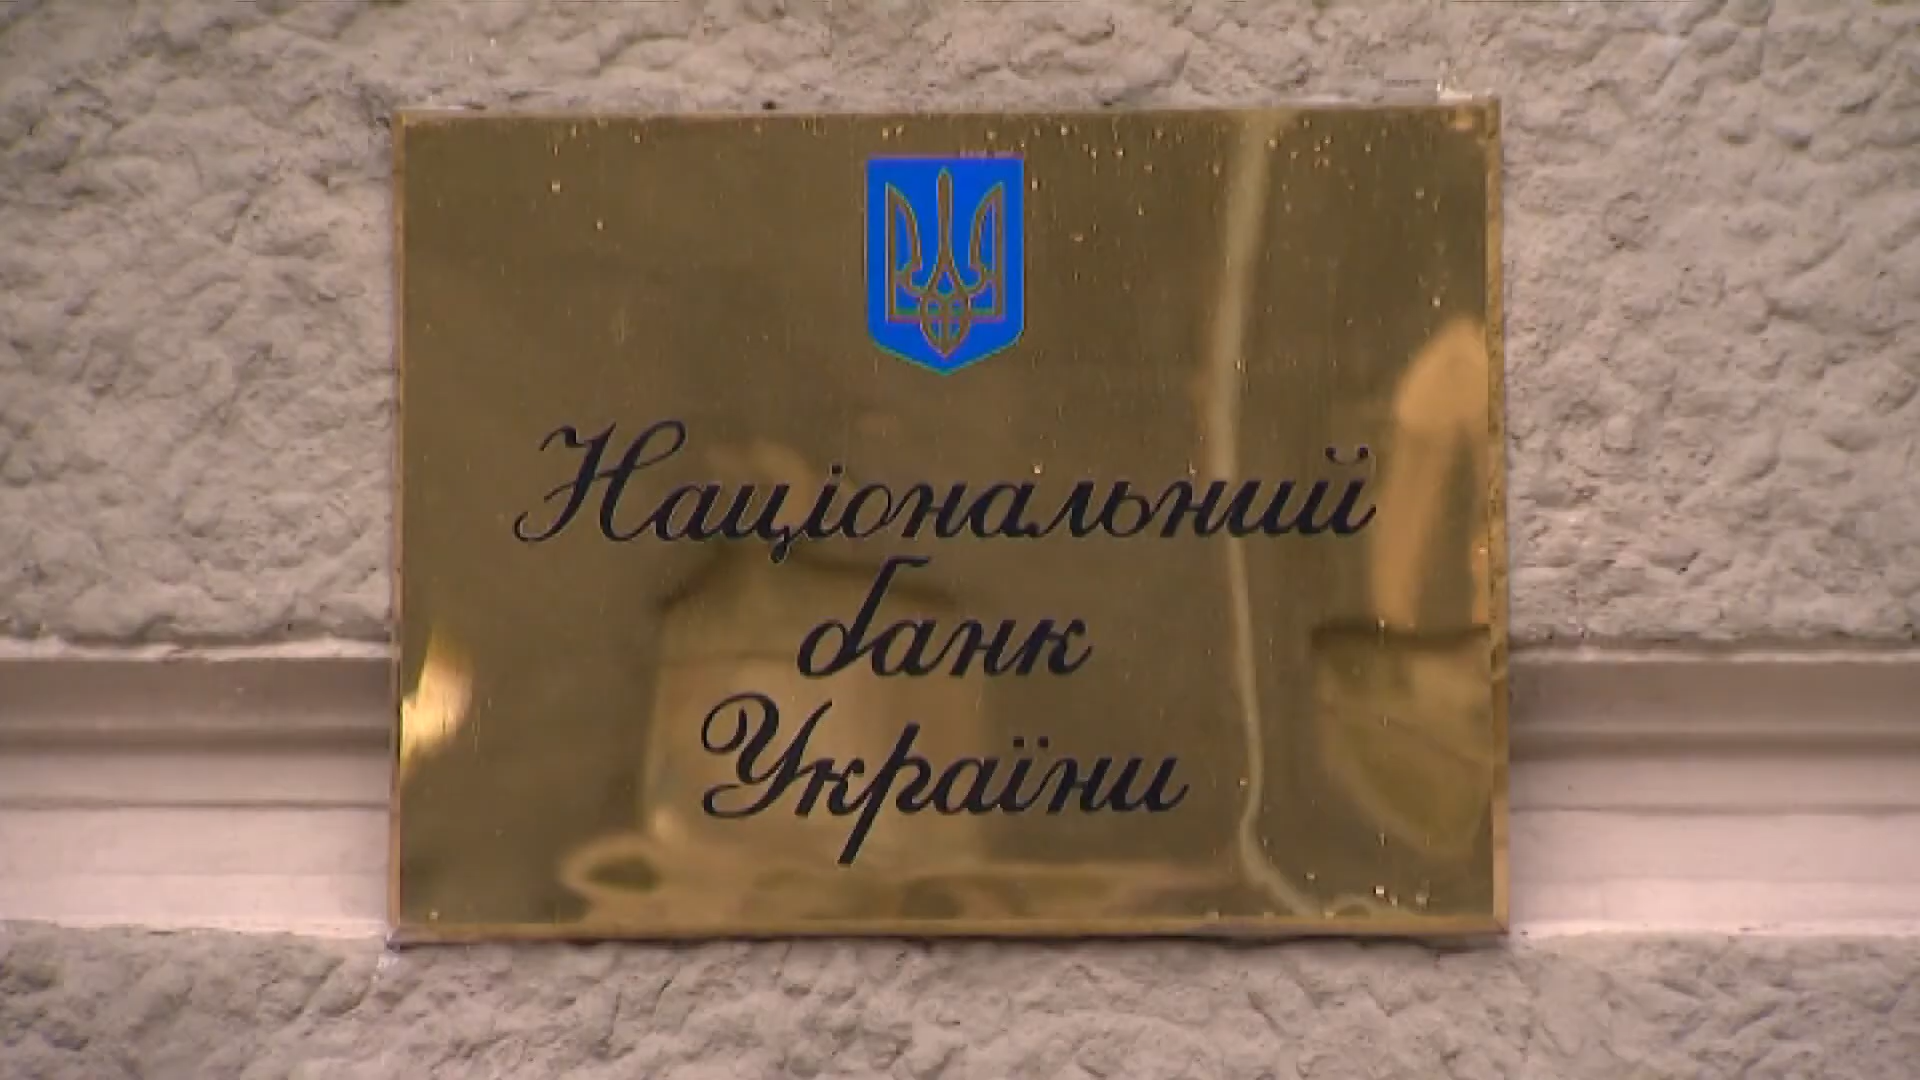 Національний
банк
України